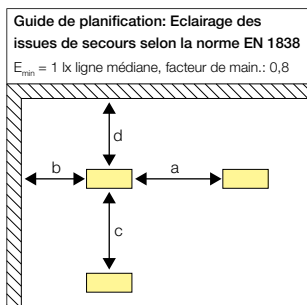 Guide de planification: Eclairage des
issues de secours selon la norme EN 1838
Emin = 1 lx ligne médiane, facteur de main.: 0,8
d
b
a
c